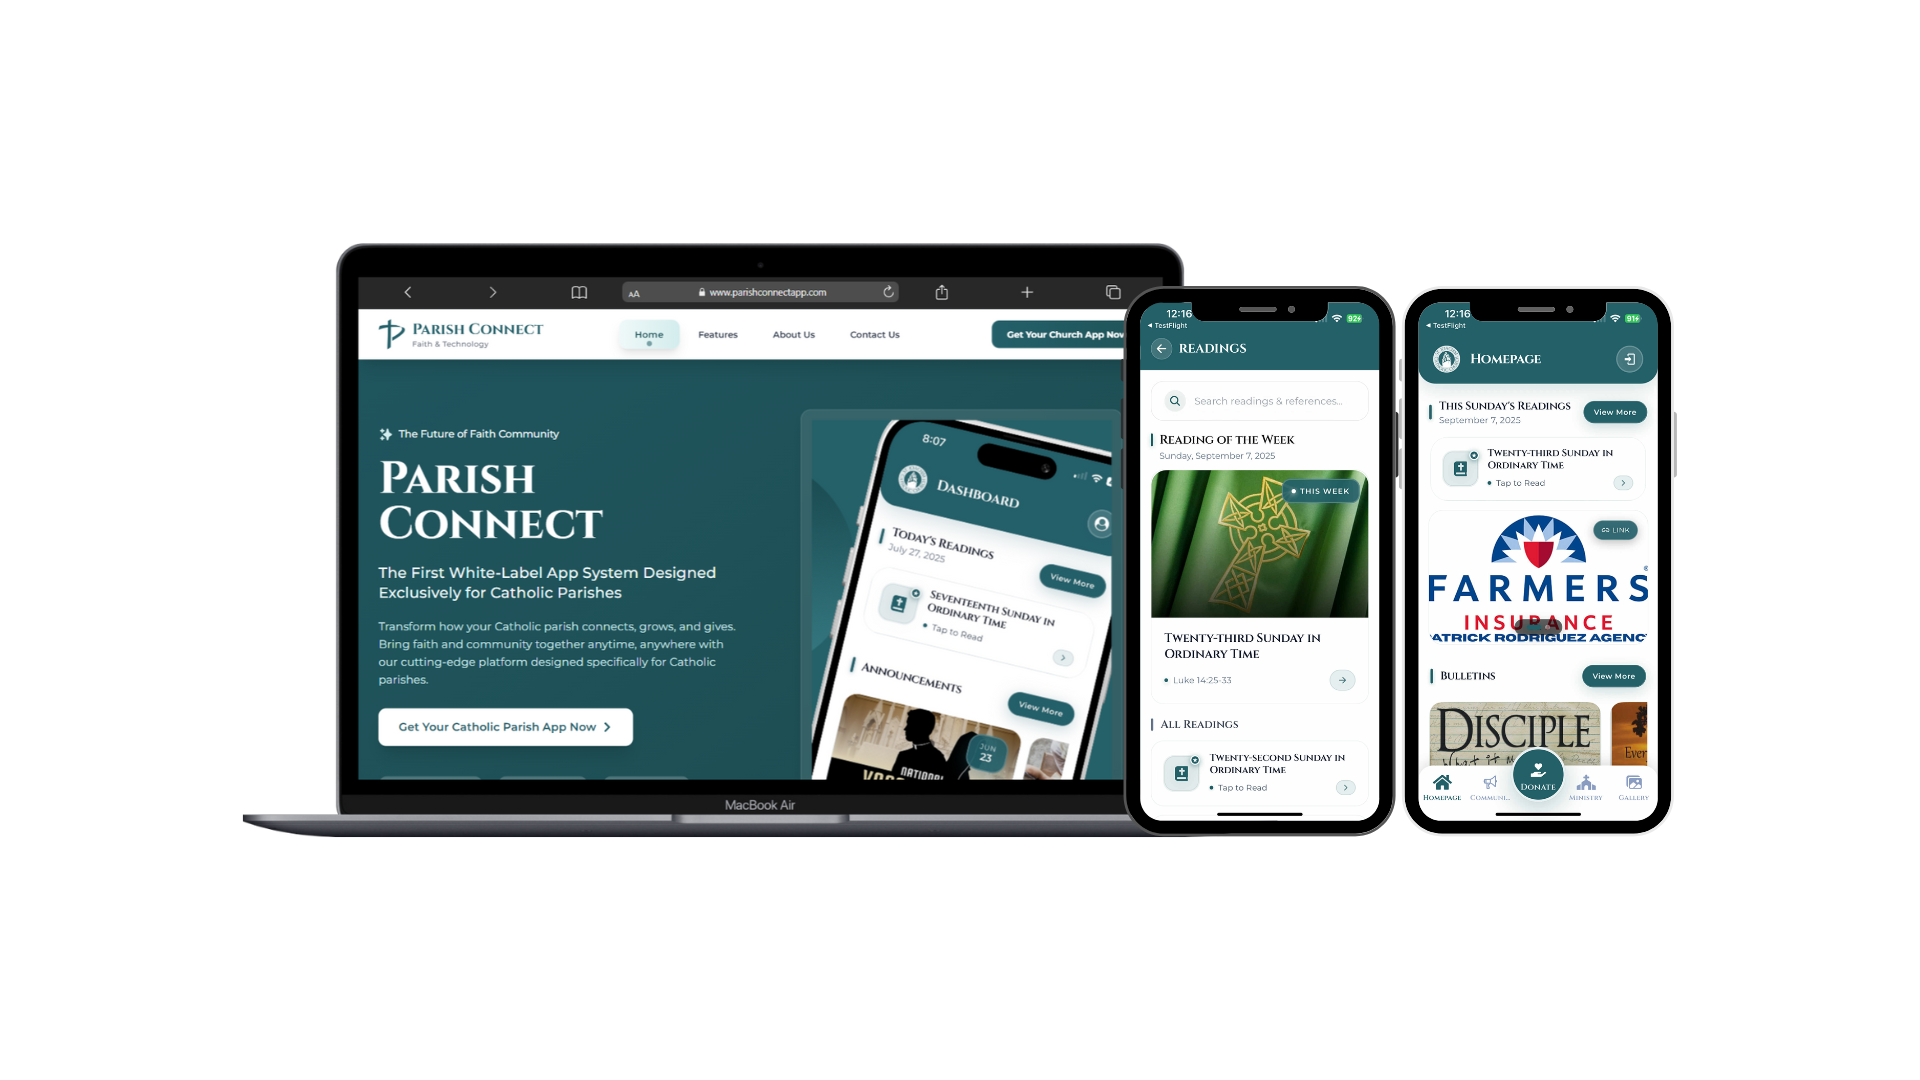 AA www.parishconnectapp.com
PARISH CONNECT
Faith & Technology
Home
Features
About Us
Contact Us
Get Your Church App Now
The Future of Faith Community
PARISH
CONNECT
The First White-Label App System Designed
Exclusively for Catholic Parishes
Transform how your Catholic parish connects, grows, and gives.
Bring faith and community together anytime, anywhere with
our cutting-edge platform designed specifically for Catholic
parishes.
Get Your Catholic Parish App Now
8:07
DASHBOARD
TODAY'S READINGS
July 27, 2025
View More
SEVENTEENTH SUNDAY IN
ORDINARY TIME
Tap to Read
ANNOUNCEMENTS
View More
JUN
23
NATIONAL
MacBook Air
12:16
92
TestFlight
READINGS
Search readings & references...
READING OF THE WEEK
Sunday, September 7, 2025
THIS WEEK
TWENTY-THIRD SUNDAY IN
ORDINARY TIME
Luke 14:25-33
ALL READINGS
TWENTY-SECOND SUNDAY IN
ORDINARY TIME
Tap to Read
12:16
91
TestFlight
HOMEPAGE
THIS SUNDAY'S READINGS
September 7, 2025
View More
TWENTY-THIRD SUNDAY IN
ORDINARY TIME
Tap to Read
LINK
FARMERS®
INSURANCE
ATRICK RODRIGUEZ AGENC
BULLETINS
View More
DISCIPLE
What is it
Ever
HOMEPAGE
COMMUNI...
DONATE
MINISTRY
GALLERY